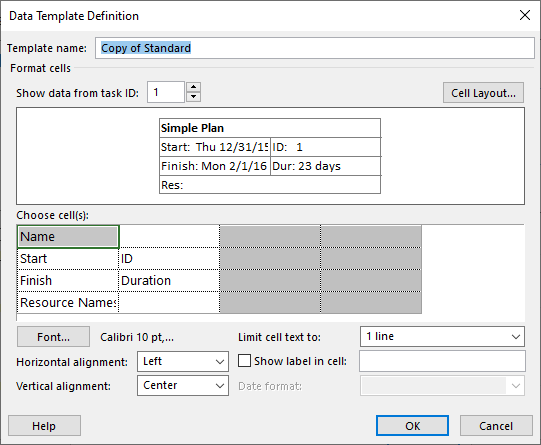 Data Template Definition
Template name: Copy of Standard
Format cells
Show data from task ID: 1 Cell Layout...
Simple Plan
Start: Thu 12/31/15 ID: 1
Finish: Mon 2/1/16 Dur: 23 days
Res:
Choose cell(s):
Name
Start ID
Finish Duration
Resource Names
Font... Calibri 10 pt,... Limit cell text to: 1 line
Horizontal alignment: Left Show label in cell:
Vertical alignment: Center Date format:
Help OK Cancel